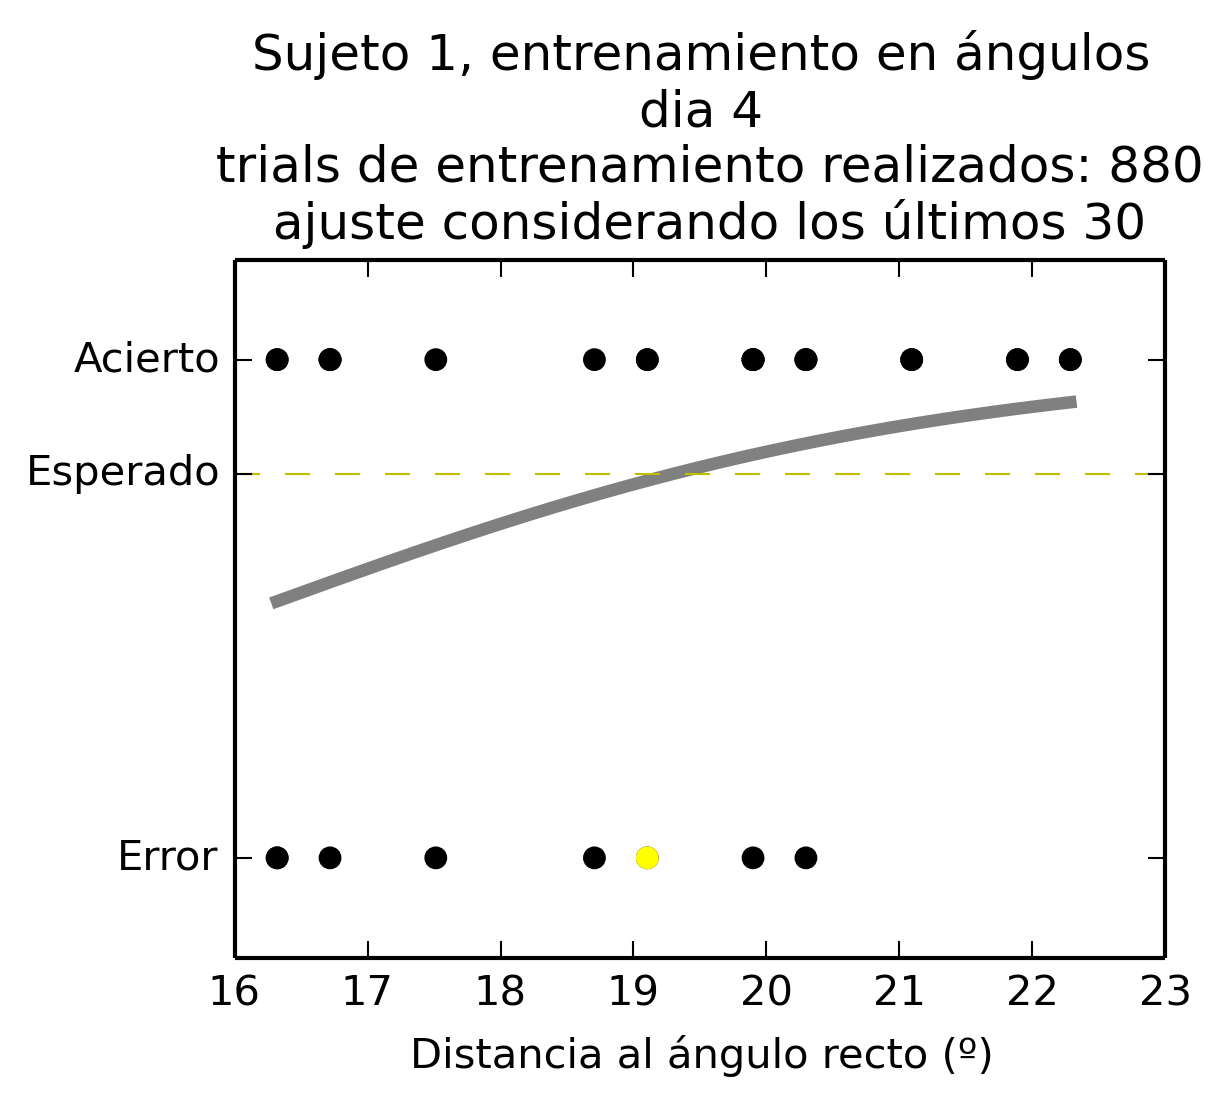 Sujeto 1, entrenamiento en ángulos
dia 4
trials de entrenamiento realizados: 880
ajuste considerando los últimos 30
Acierto
Esperado
Error
16 17 18 19 20 21 22 23
Distancia al ángulo recto (º)